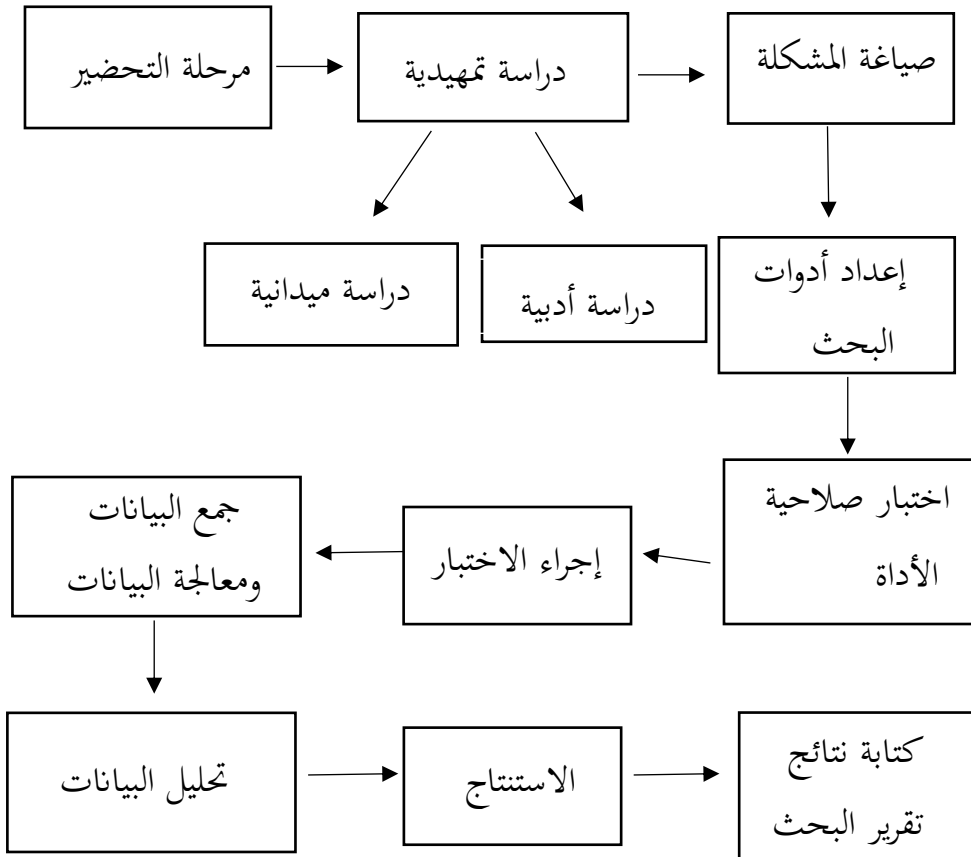 مرحلة التحضير
دراسة تمهيدية
صياغة المشكلة
دراسة ميدانية
دراسة أدبية
إعداد أدوات
البحث
اختبار صلاحية
الأداة
إجراء الاختبار
جمع البيانات
ومعالجة البيانات
تحليل البيانات
الاستنتاج
كتابة نتائج
تقرير البحث